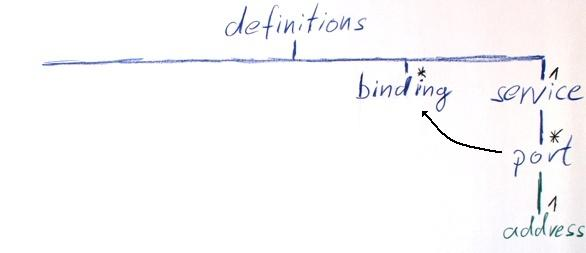 definitions
binding *
service 1
port *
address 1